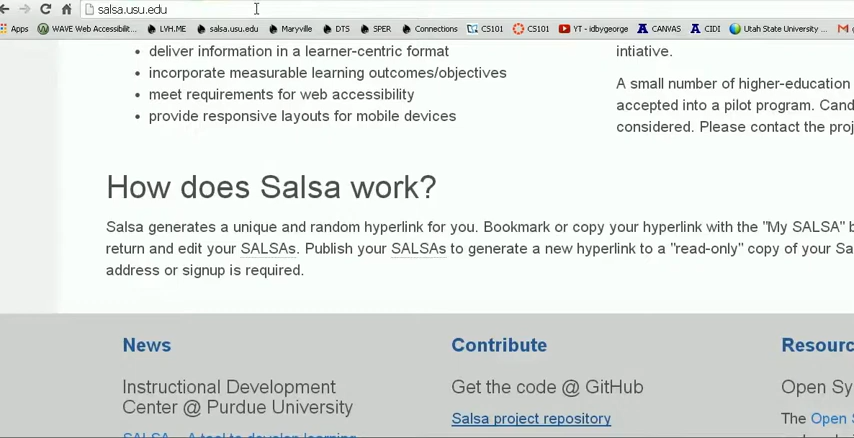 salsa.usu.edu
Apps WAVE Web Accessibili... LVH.ME salsa.usu.edu Maryville DTS SPER Connections CS101 CS101 YT - idbygeorge CANVAS CIDI Utah State University ...
• deliver information in a learner-centric format
• incorporate measurable learning outcomes/objectives
• meet requirements for web accessibility
• provide responsive layouts for mobile devices
intiative.
A small number of higher-education
accepted into a pilot program. Cand
considered. Please contact the proj
How does Salsa work?
Salsa generates a unique and random hyperlink for you. Bookmark or copy your hyperlink with the "My SALSA" b
return and edit your SALSAs. Publish your SALSAs to generate a new hyperlink to a "read-only" copy of your Sa
address or signup is required.
News
Instructional Development
Center @ Purdue University
SALSA – A tool to develop learning
Contribute
Get the code @ GitHub
Salsa project repository
Resourc
Open Sy
The Open S